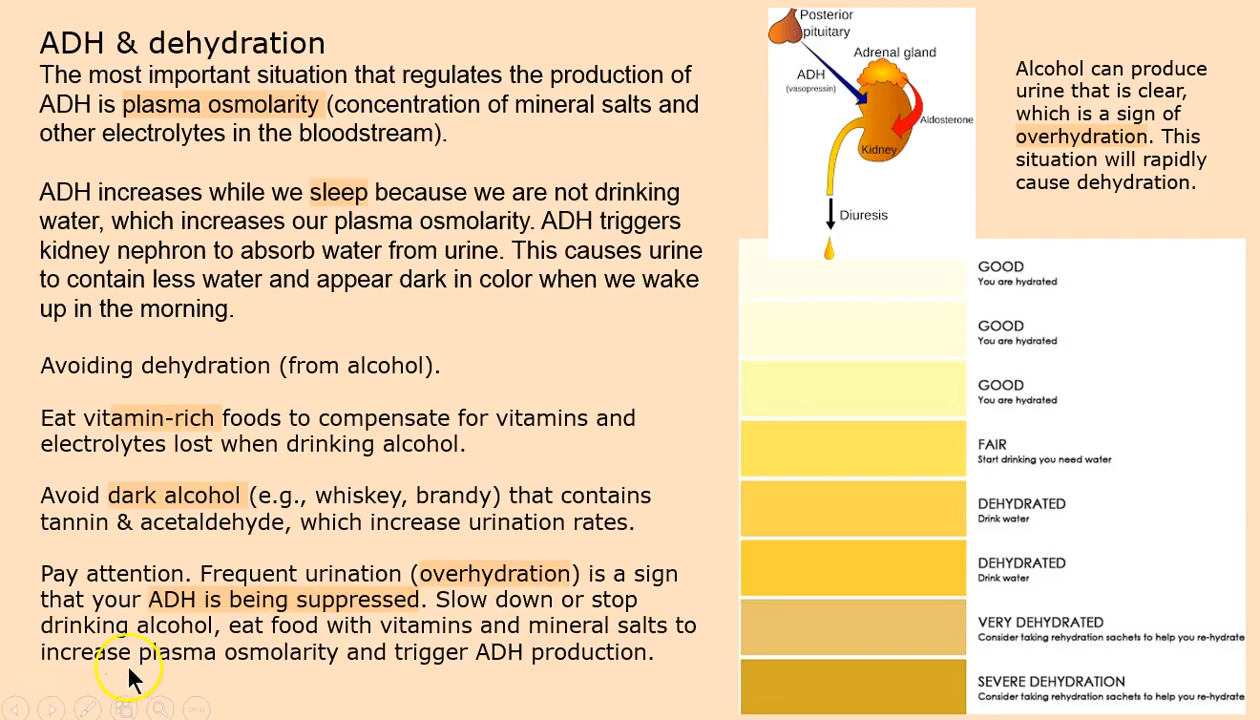 ADH & dehydration
The most important situation that regulates the production of
ADH is plasma osmolarity (concentration of mineral salts and
other electrolytes in the bloodstream).
ADH increases while we sleep because we are not drinking
water, which increases our plasma osmolarity. ADH triggers
kidney nephron to absorb water from urine. This causes urine
to contain less water and appear dark in color when we wake
up in the morning.
Avoiding dehydration (from alcohol).
Eat vitamin-rich foods to compensate for vitamins and
electrolytes lost when drinking alcohol.
Avoid dark alcohol (e.g., whiskey, brandy) that contains
tannin & acetaldehyde, which increase urination rates.
Pay attention. Frequent urination (overhydration) is a sign
that your ADH is being suppressed. Slow down or stop
drinking alcohol, eat food with vitamins and mineral salts to
increase plasma osmolarity and trigger ADH production.
Posterior
pituitary
Adrenal gland
ADH
(vasopressin)
Aldosterone
Kidney
Diuresis
Alcohol can produce
urine that is clear,
which is a sign of
overhydration. This
situation will rapidly
cause dehydration.
GOOD
You are hydrated
GOOD
You are hydrated
GOOD
You are hydrated
FAIR
Start drinking you need water
DEHYDRATED
Drink water
DEHYDRATED
Drink water
VERY DEHYDRATED
Consider taking rehydration sachets to help you re-hydrate
SEVERE DEHYDRATION
Consider taking rehydration sachets to help you re-hydrate